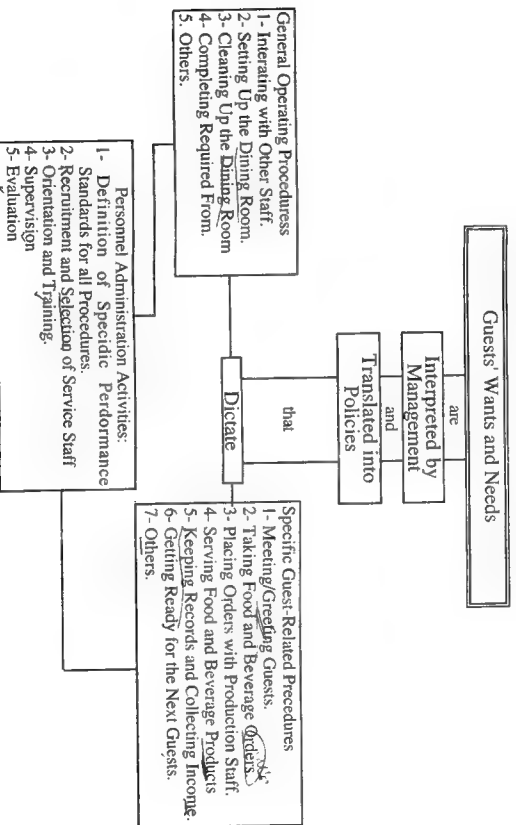 Guests' Wants and Needs
are
Interpreted by
Management
and
Translated into
Policies
that
Dictate
General Operating Proceduress
1- Interating with Other Staff.
2- Setting Up the Dining Room.
3- Cleaning Up the Dining Room
4- Completing Required From.
5. Others.
Specific Guest-Related Precedures
1- Meeting/Greeting Guests.
2- Taking Food and Beverage Orders.
3- Placing Orders with Production Staff.
4- Serving Food and Beverage Products
5- Keeping Records and Collecting Income.
6- Getting Ready for the Next Guests.
7- Others.
Personnel Administration Activities:
1- Definition of Specidic Perdormance
Standards for all Procedures.
2- Recruitment and Selection of Service Staff
3- Orientation and Training.
4- Supervision
5- Evaluation